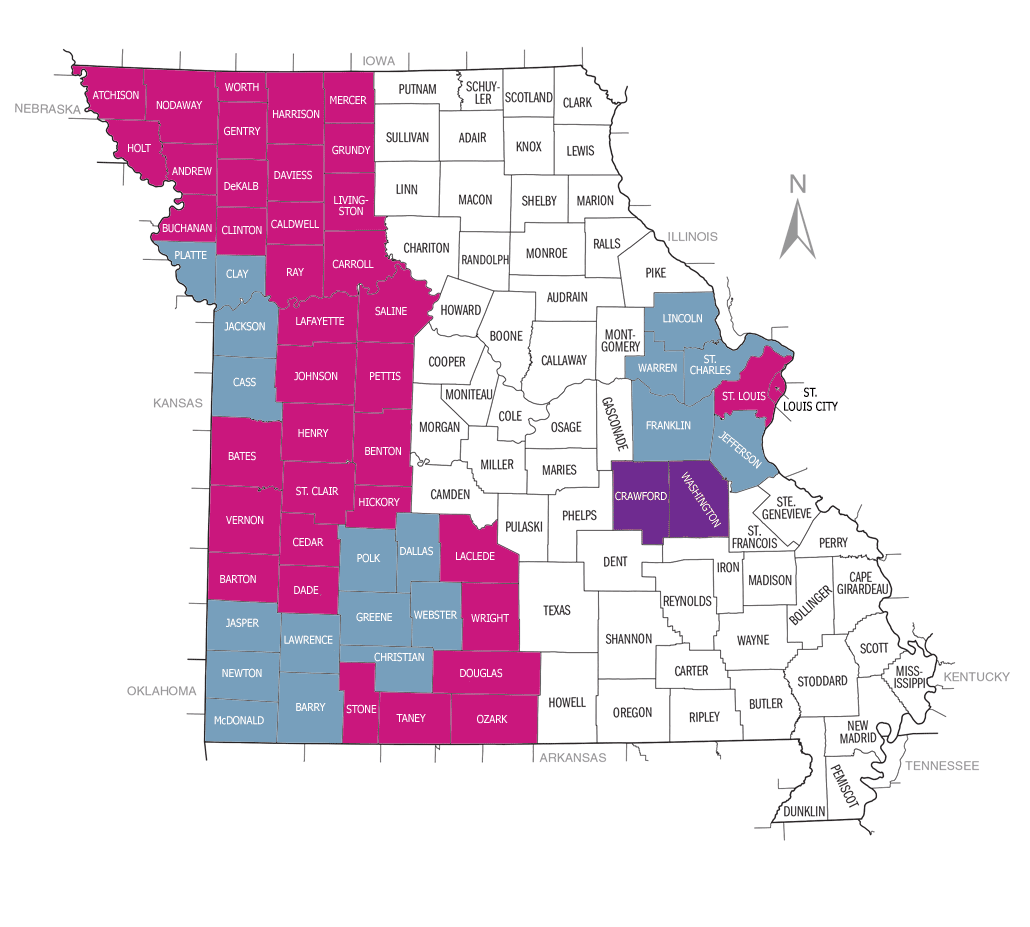 IOWA
NEBRASKA
ATCHISON
NODAWAY
WORTH
HARRISON
MERCER
PUTNAM
SCHUY-
LER
SCOTLAND
CLARK
GENTRY
SULLIVAN
ADAIR
KNOX
LEWIS
HOLT
ANDREW
DeKALB
DAVIESS
GRUNDY
LIVING-
STON
LINN
MACON
SHELBY
MARION
N
BUCHANAN
CLINTON
CALDWELL
CARROLL
CHARITON
RANDOLPH
MONROE
RALLS
ILLINOIS
PLATTE
CLAY
RAY
PIKE
AUDRAIN
JACKSON
LAFAYETTE
SALINE
HOWARD
BOONE
CALLAWAY
MONT-
GOMERY
LINCOLN
WARREN
ST.
CHARLES
CASS
JOHNSON
PETTIS
COOPER
MONITEAU
COLE
OSAGE
GASCONADE
ST. LOUIS
ST.
LOUIS CITY
KANSAS
BATES
HENRY
BENTON
MORGAN
MILLER
MARIES
FRANKLIN
JEFFERSON
VERNON
ST. CLAIR
HICKORY
CAMDEN
PULASKI
PHELPS
CRAWFORD
WASHINGTON
STE.
GENEVIEVE
ST.
FRANCOIS
PERRY
CEDAR
POLK
DALLAS
LACLEDE
DENT
IRON
MADISON
BOLLINGER
CAPE
GIRARDEAU
BARTON
DADE
GREENE
WEBSTER
WRIGHT
TEXAS
REYNOLDS
JASPER
LAWRENCE
CHRISTIAN
SHANNON
WAYNE
SCOTT
NEWTON
DOUGLAS
CARTER
STODDARD
MISS-
ISSIPPI
KENTUCKY
OKLAHOMA
McDONALD
BARRY
STONE
TANEY
OZARK
HOWELL
OREGON
RIPLEY
BUTLER
NEW
MADRID
ARKANSAS
TENNESSEE
PEMISCOT
DUNKLIN